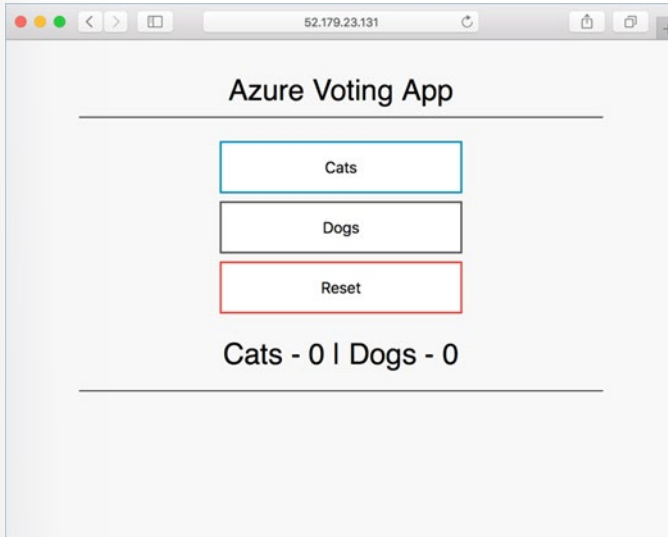 52.179.23.131
Azure Voting App
Cats
Dogs
Reset
Cats - 0 | Dogs - 0